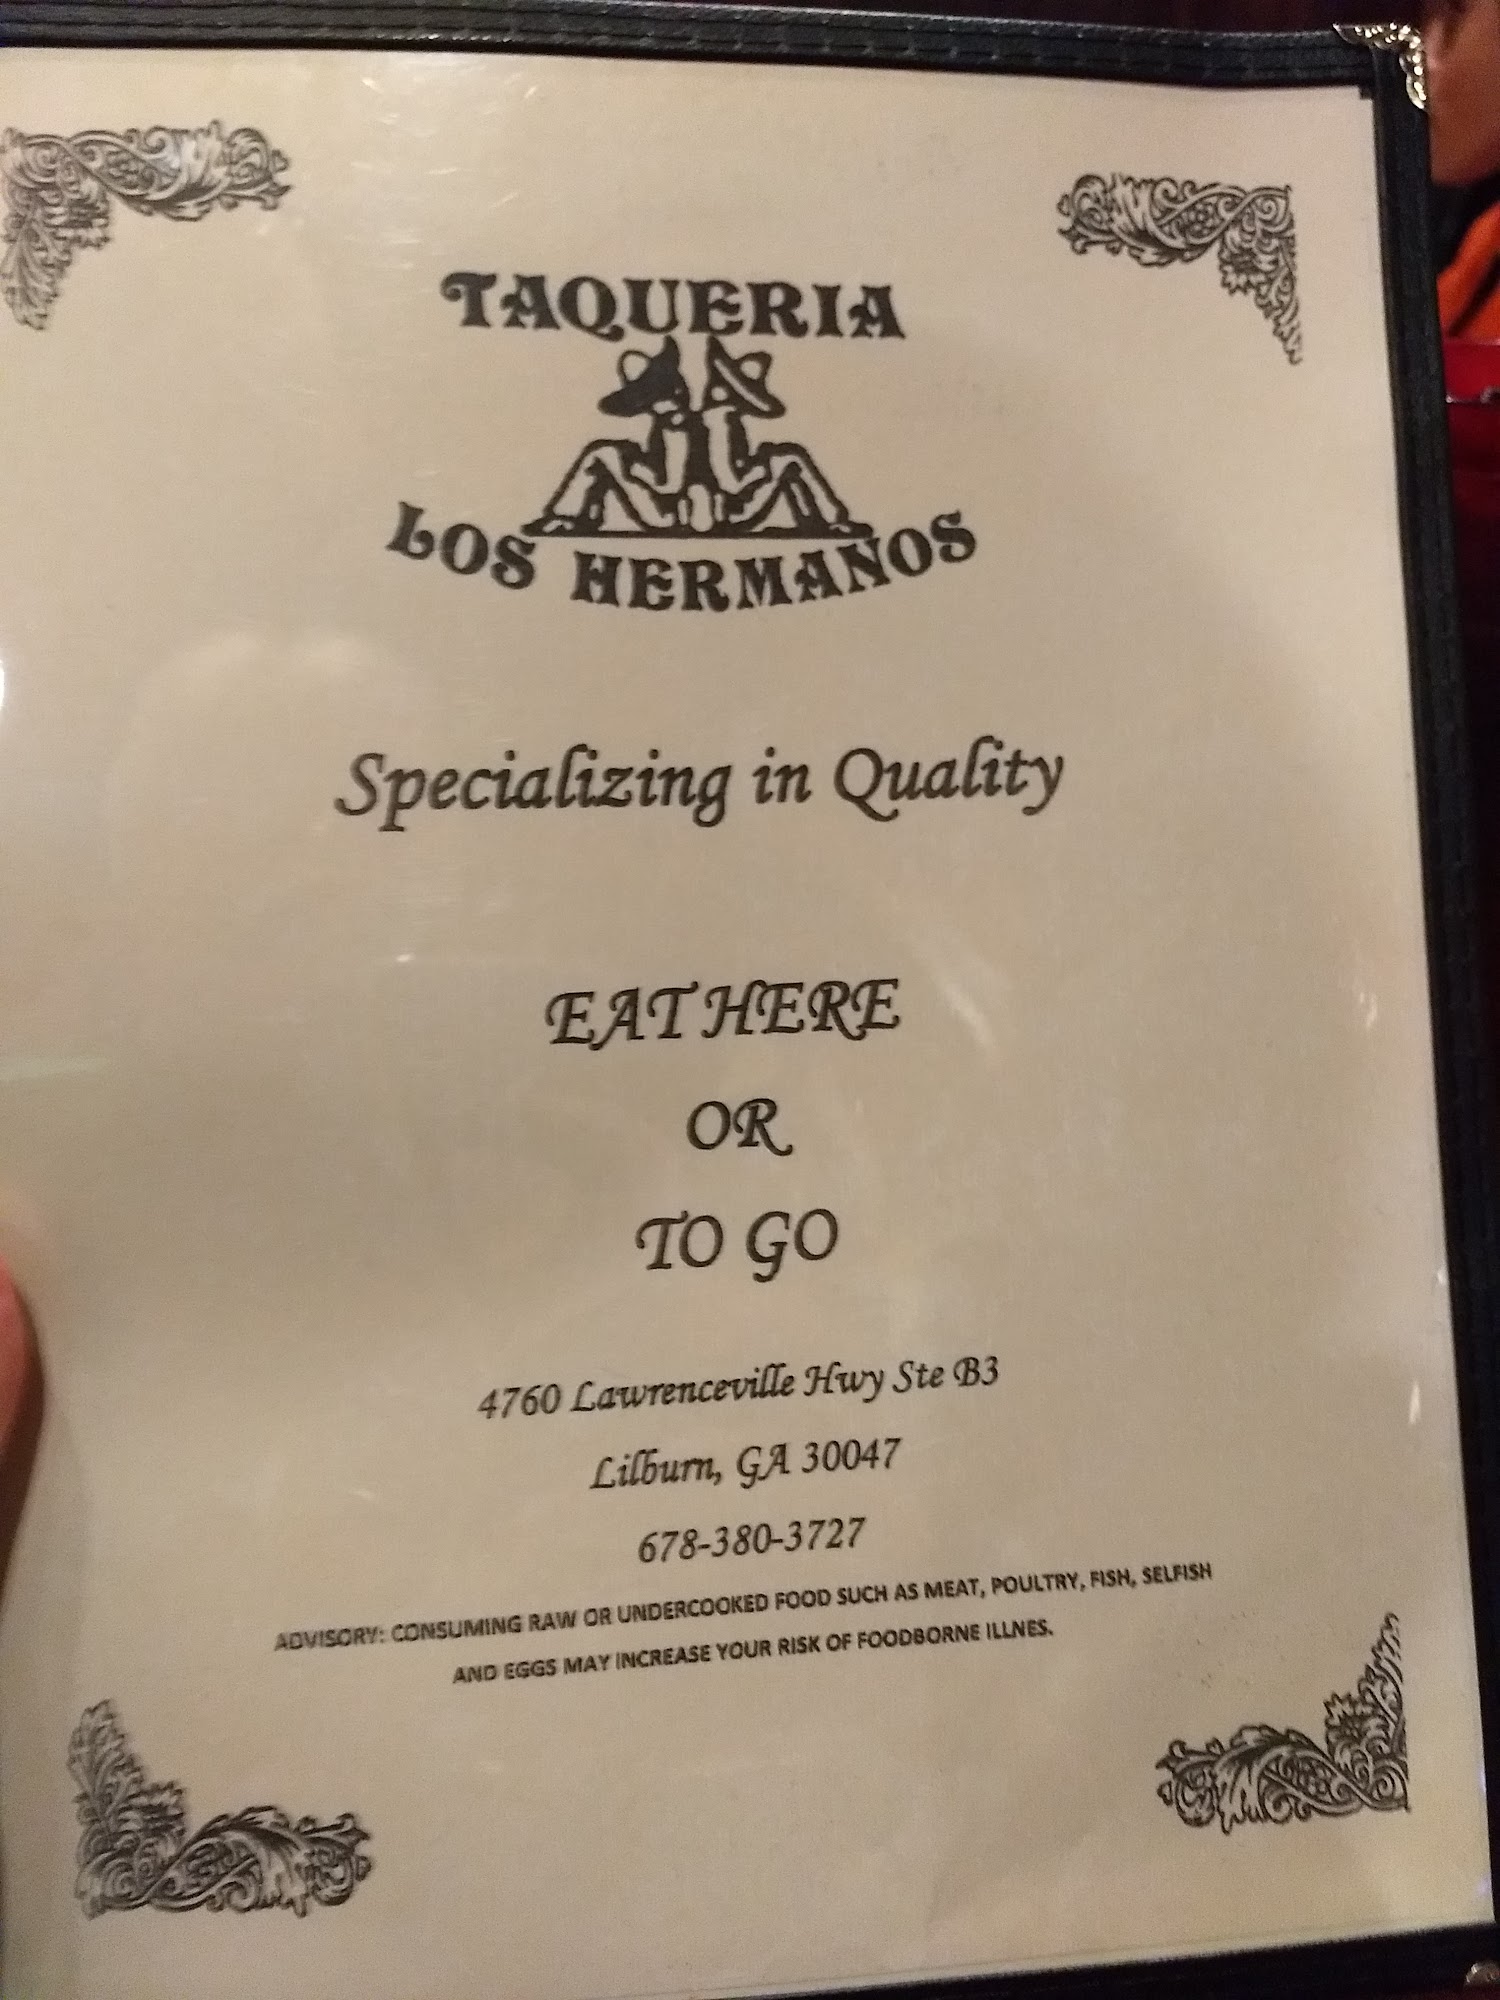 TAQUERIA
LOS HERMANOS
Specializing in Quality
EAT HERE
OR
TO GO
4760 Lawrenceville Hwy Ste B3
Lilburn, GA 30047
678-380-3727
ADVISORY: CONSUMING RAW OR UNDERCOOKED FOOD SUCH AS MEAT, POULTRY, FISH, SELFISH
AND EGGS MAY INCREASE YOUR RISK OF FOODBORNE ILLNES.